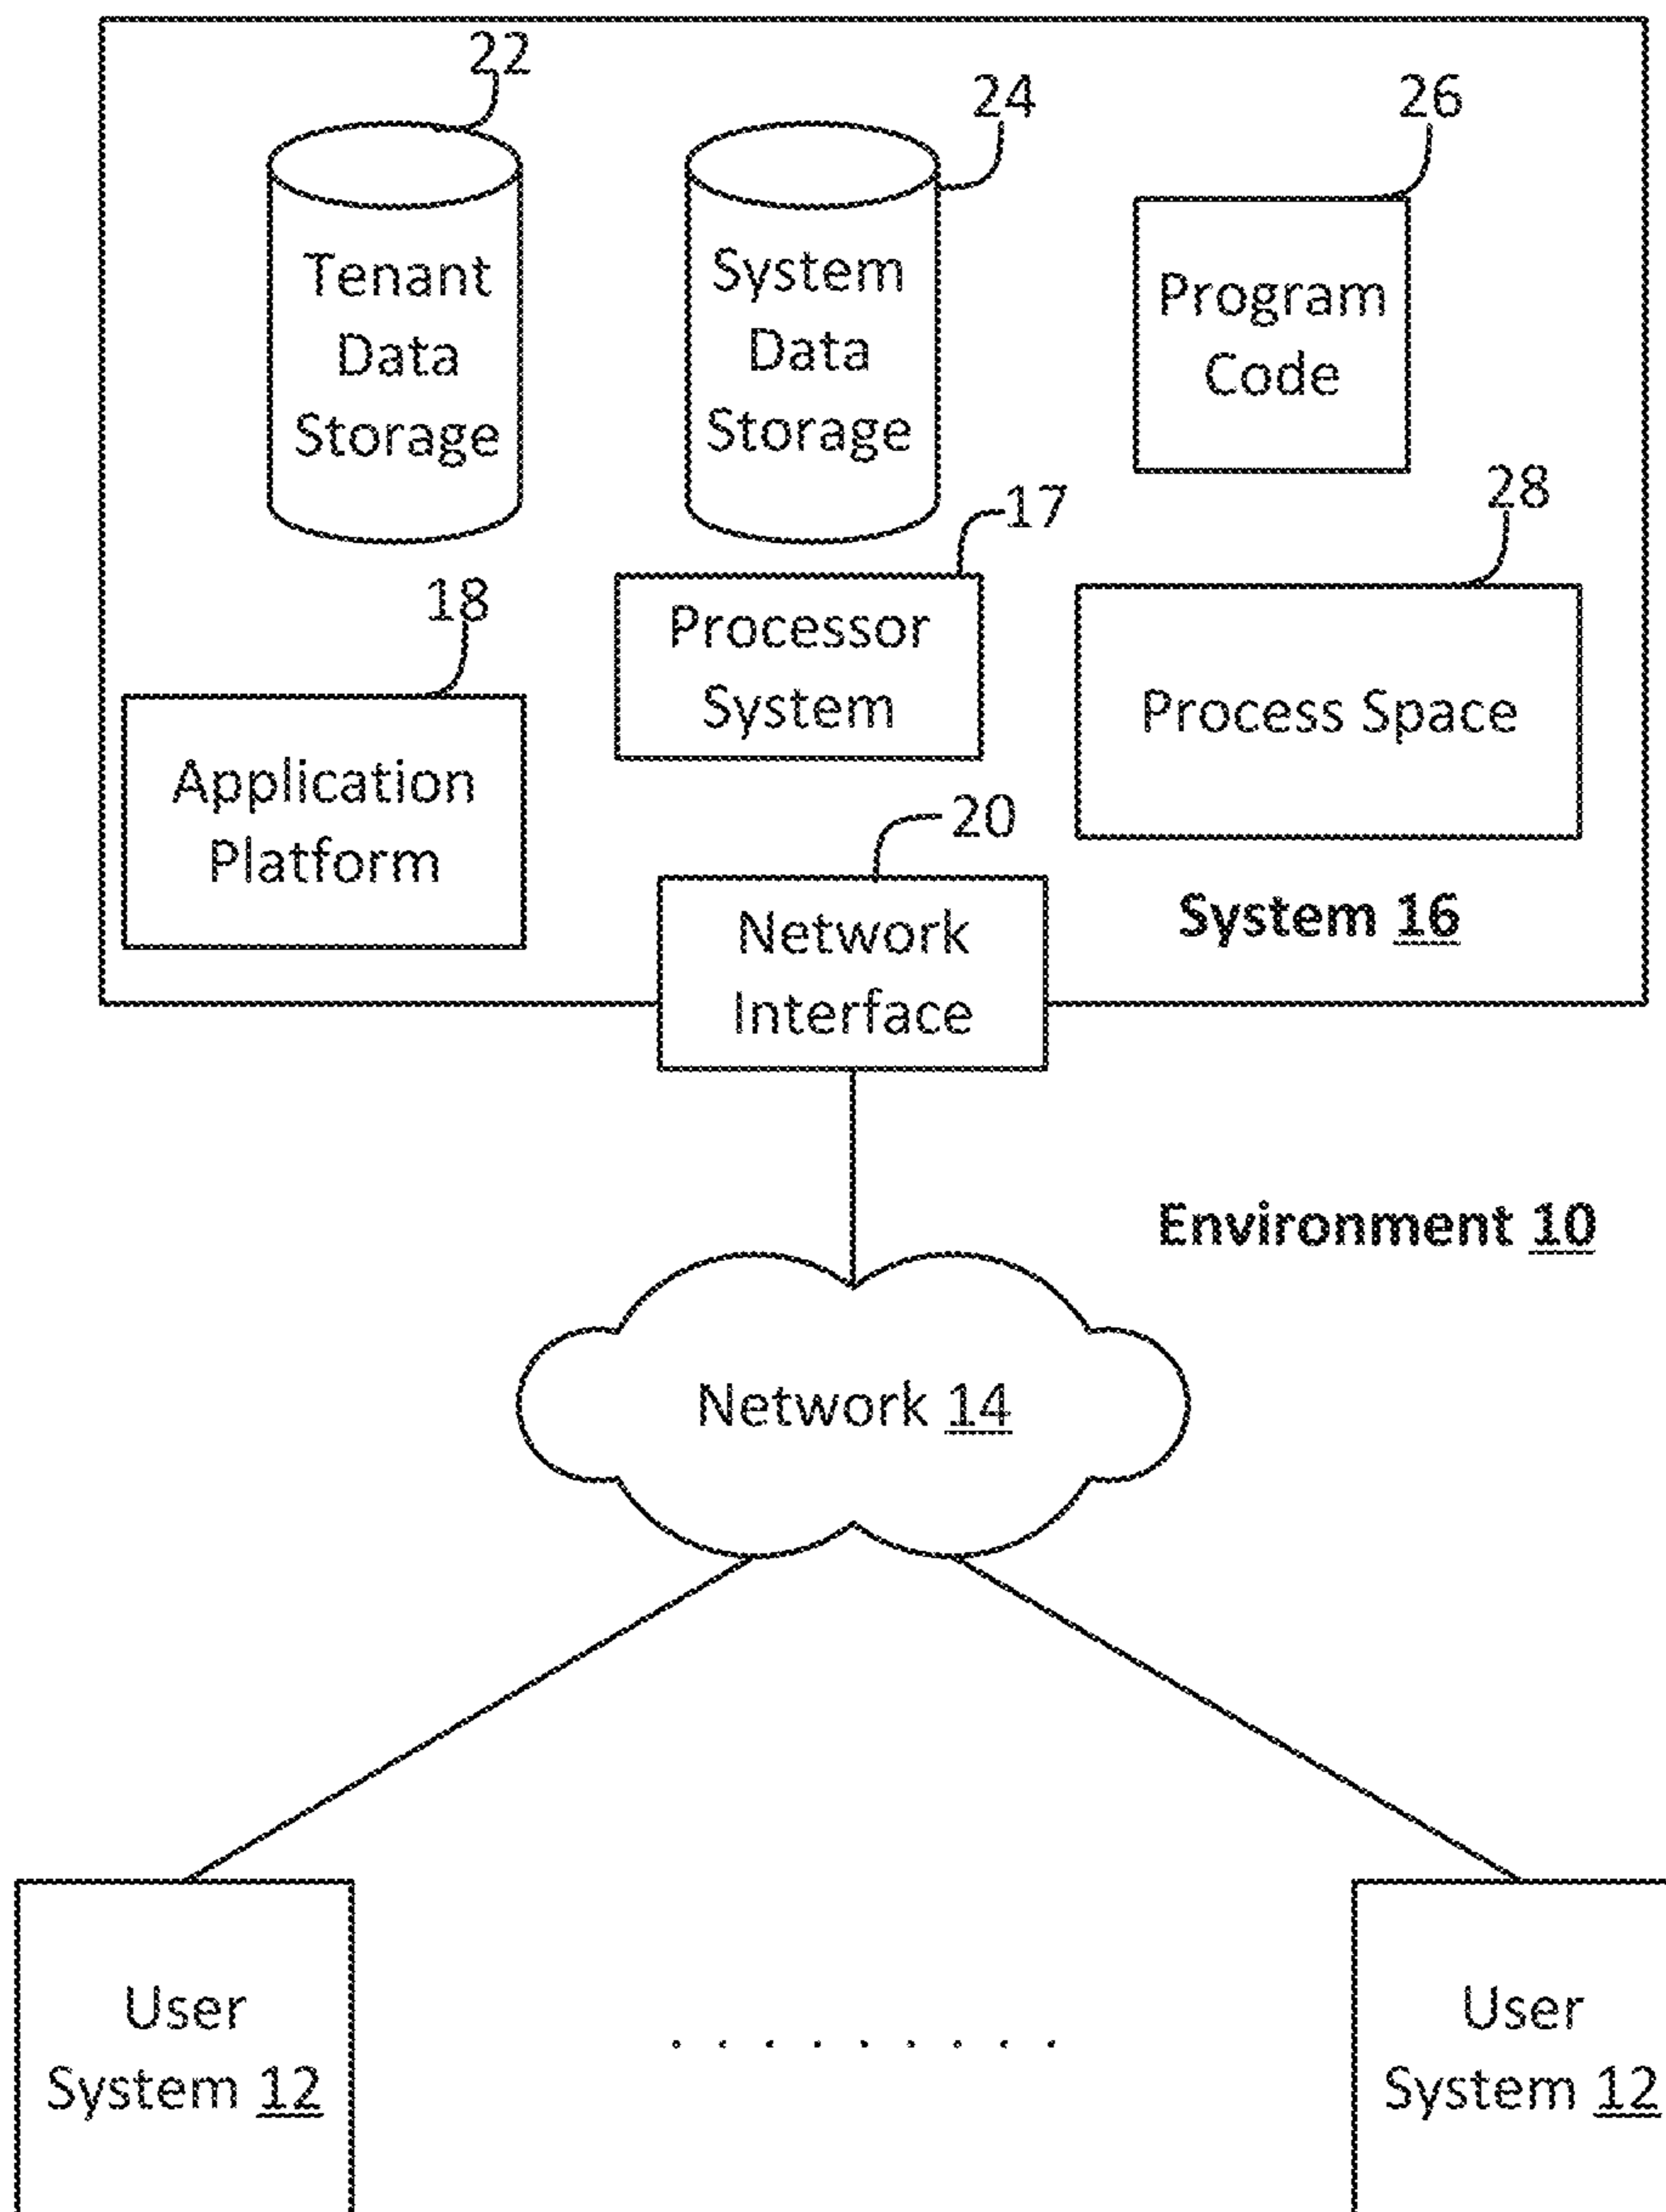 22
24
26
Tenant
Data
Storage
System
Data
Storage
Program
Code
17
28
18
Processor
System
Process Space
Application
Platform
20
Network
Interface
System 16
Environment 10
Network 14
User
System 12
User
System 12